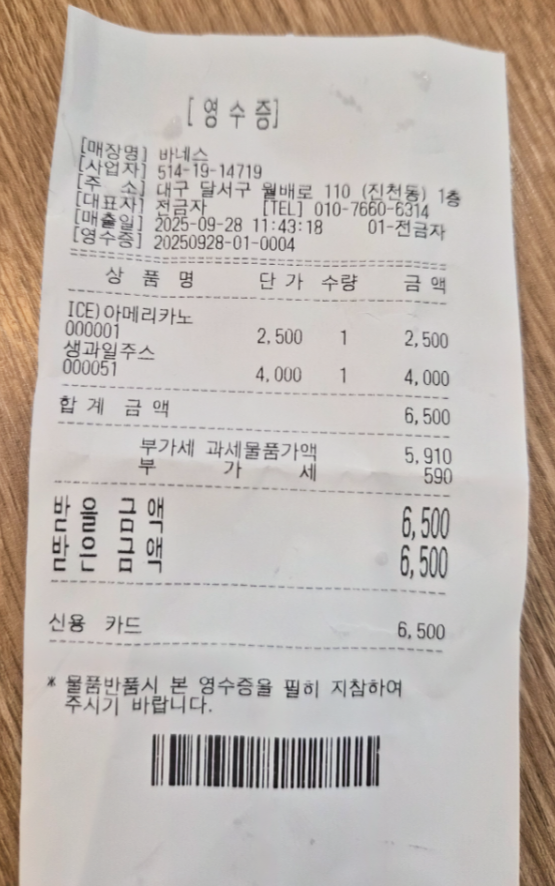 [영수증]
[매장명] 바네스
[사업자] 514-19-14719
[주 소] 대구 달서구 월배로 110 (진천동) 1층
[대표자] 전금자 [TEL] 010-7660-6314
[매출일] 2025-09-28 11:43:18 01-전금자
[영수증] 20250928-01-0004
상 품 명 단 가 수량 금 액
ICE)아메리카노
000001 2,500 1 2,500
생과일주스
000051 4,000 1 4,000
합 계 금 액 6,500
부가세 과세물품가액 5,910
부 가 세 590
받을 금액 6,500
받은 금액 6,500
신용 카드 6,500
* 물품반품시 본 영수증을 필히 지참하여
주시기 바랍니다.